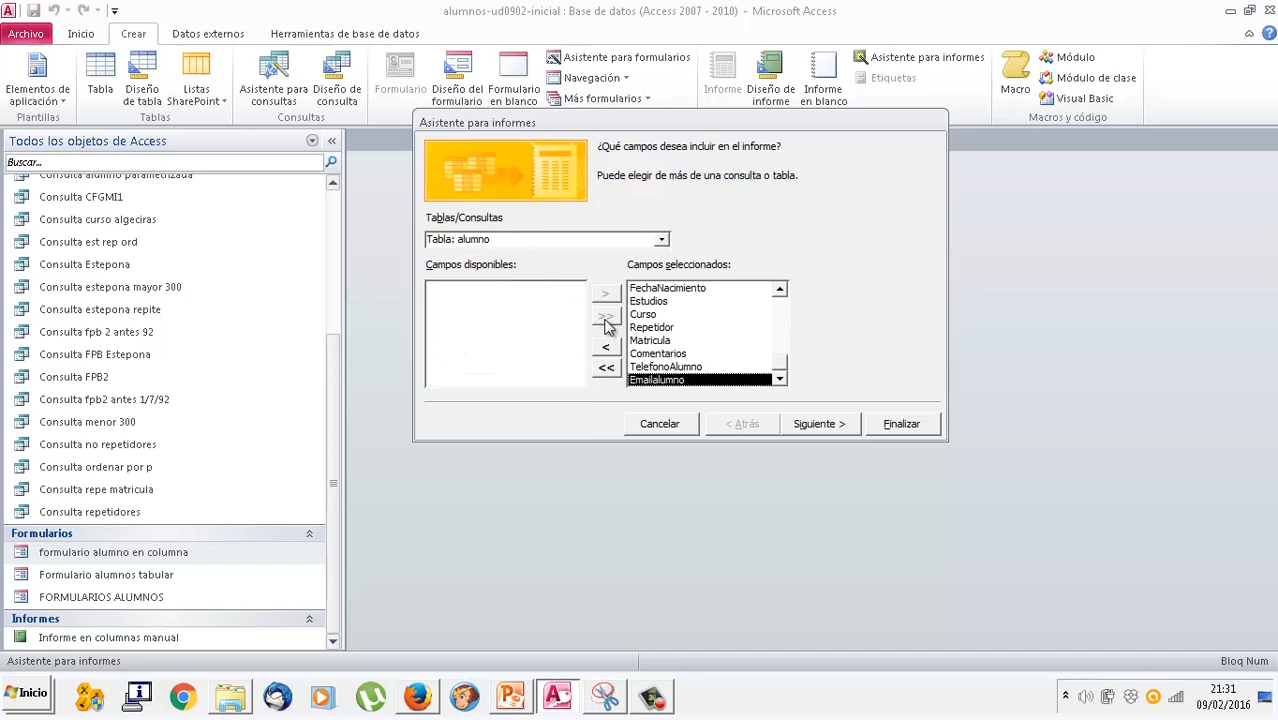 alumnos-ud0902-inicial : Base de datos (Access 2007 - 2010) - Microsoft Access
Archivo Inicio Crear Datos externos Herramientas de base de datos
Elementos de aplicación
Plantillas
Tabla
Diseño de tabla
Listas SharePoint
Tablas
Asistente para consultas
Diseño de consulta
Consultas
Formulario
Diseño del formulario
Formulario en blanco
Asistente para formularios
Navegación
Más formularios
Informe
Diseño de informe
Informe en blanco
Asistente para informes
Etiquetas
Macro
Módulo
Módulo de clase
Visual Basic
Macros y código
Todos los objetos de Access
Buscar...
Consulta alumno parametrizada
Consulta CFGMI1
Consulta curso algeciras
Consulta est rep ord
Consulta Estepona
Consulta estepona mayor 300
Consulta estepona repite
Consulta fpb 2 antes 92
Consulta FPB Estepona
Consulta FPB2
Consulta fpb2 antes 1/7/92
Consulta menor 300
Consulta no repetidores
Consulta ordenar por p
Consulta repe matricula
Consulta repetidores
Formularios
formulario alumno en columna
Formulario alumnos tabular
FORMULARIOS ALUMNOS
Informes
Informe en columnas manual
Asistente para informes
¿Qué campos desea incluir en el informe?
Puede elegir de más de una consulta o tabla.
Tablas/Consultas
Tabla: alumno
Campos disponibles:
Campos seleccionados:
>
>>
<
<<
FechaNacimiento
Estudios
Curso
Repetidor
Matricula
Comentarios
TelefonoAlumno
Emailalumno
Cancelar
< Atrás
Siguiente >
Finalizar
Asistente para informes
Bloq Num
Inicio
21:31
09/02/2016